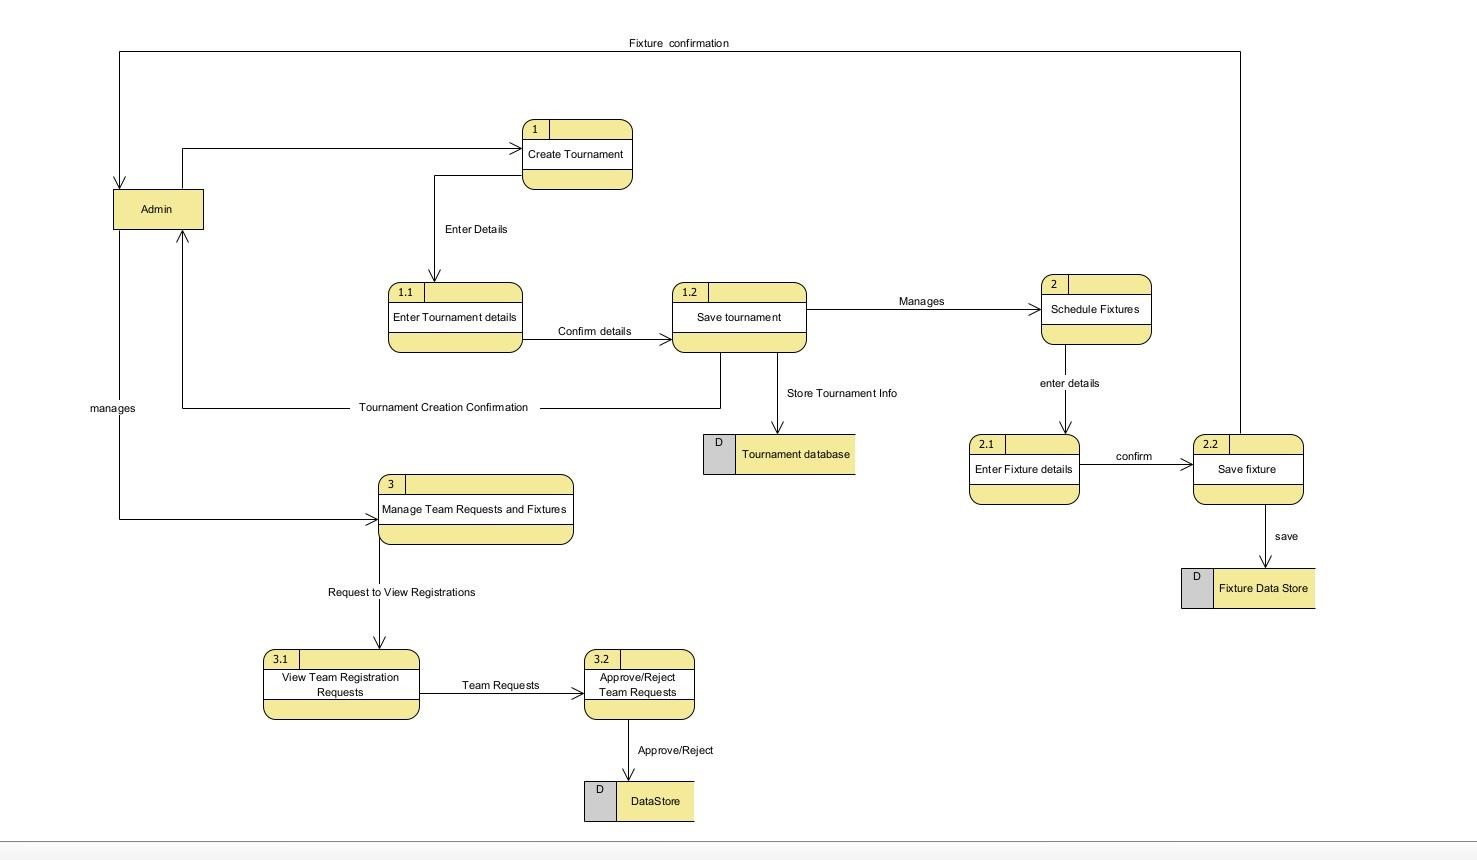 Fixture  confirmation
1
Create Tournament
Admin
Enter Details
1.1
Enter Tournament details
Confirm details
1.2
Save tournament
Manages
2
Schedule Fixtures
enter details
manages
Tournament Creation Confirmation
Store Tournament Info
D
Tournament database
2.1
Enter Fixture details
confirm
2.2
Save fixture
save
D
Fixture Data Store
3
Manage Team Requests and Fixtures
Request to View Registrations
3.1
View Team Registration
Requests
Team Requests
3.2
Approve/Reject
Team Requests
Approve/Reject
D
DataStore